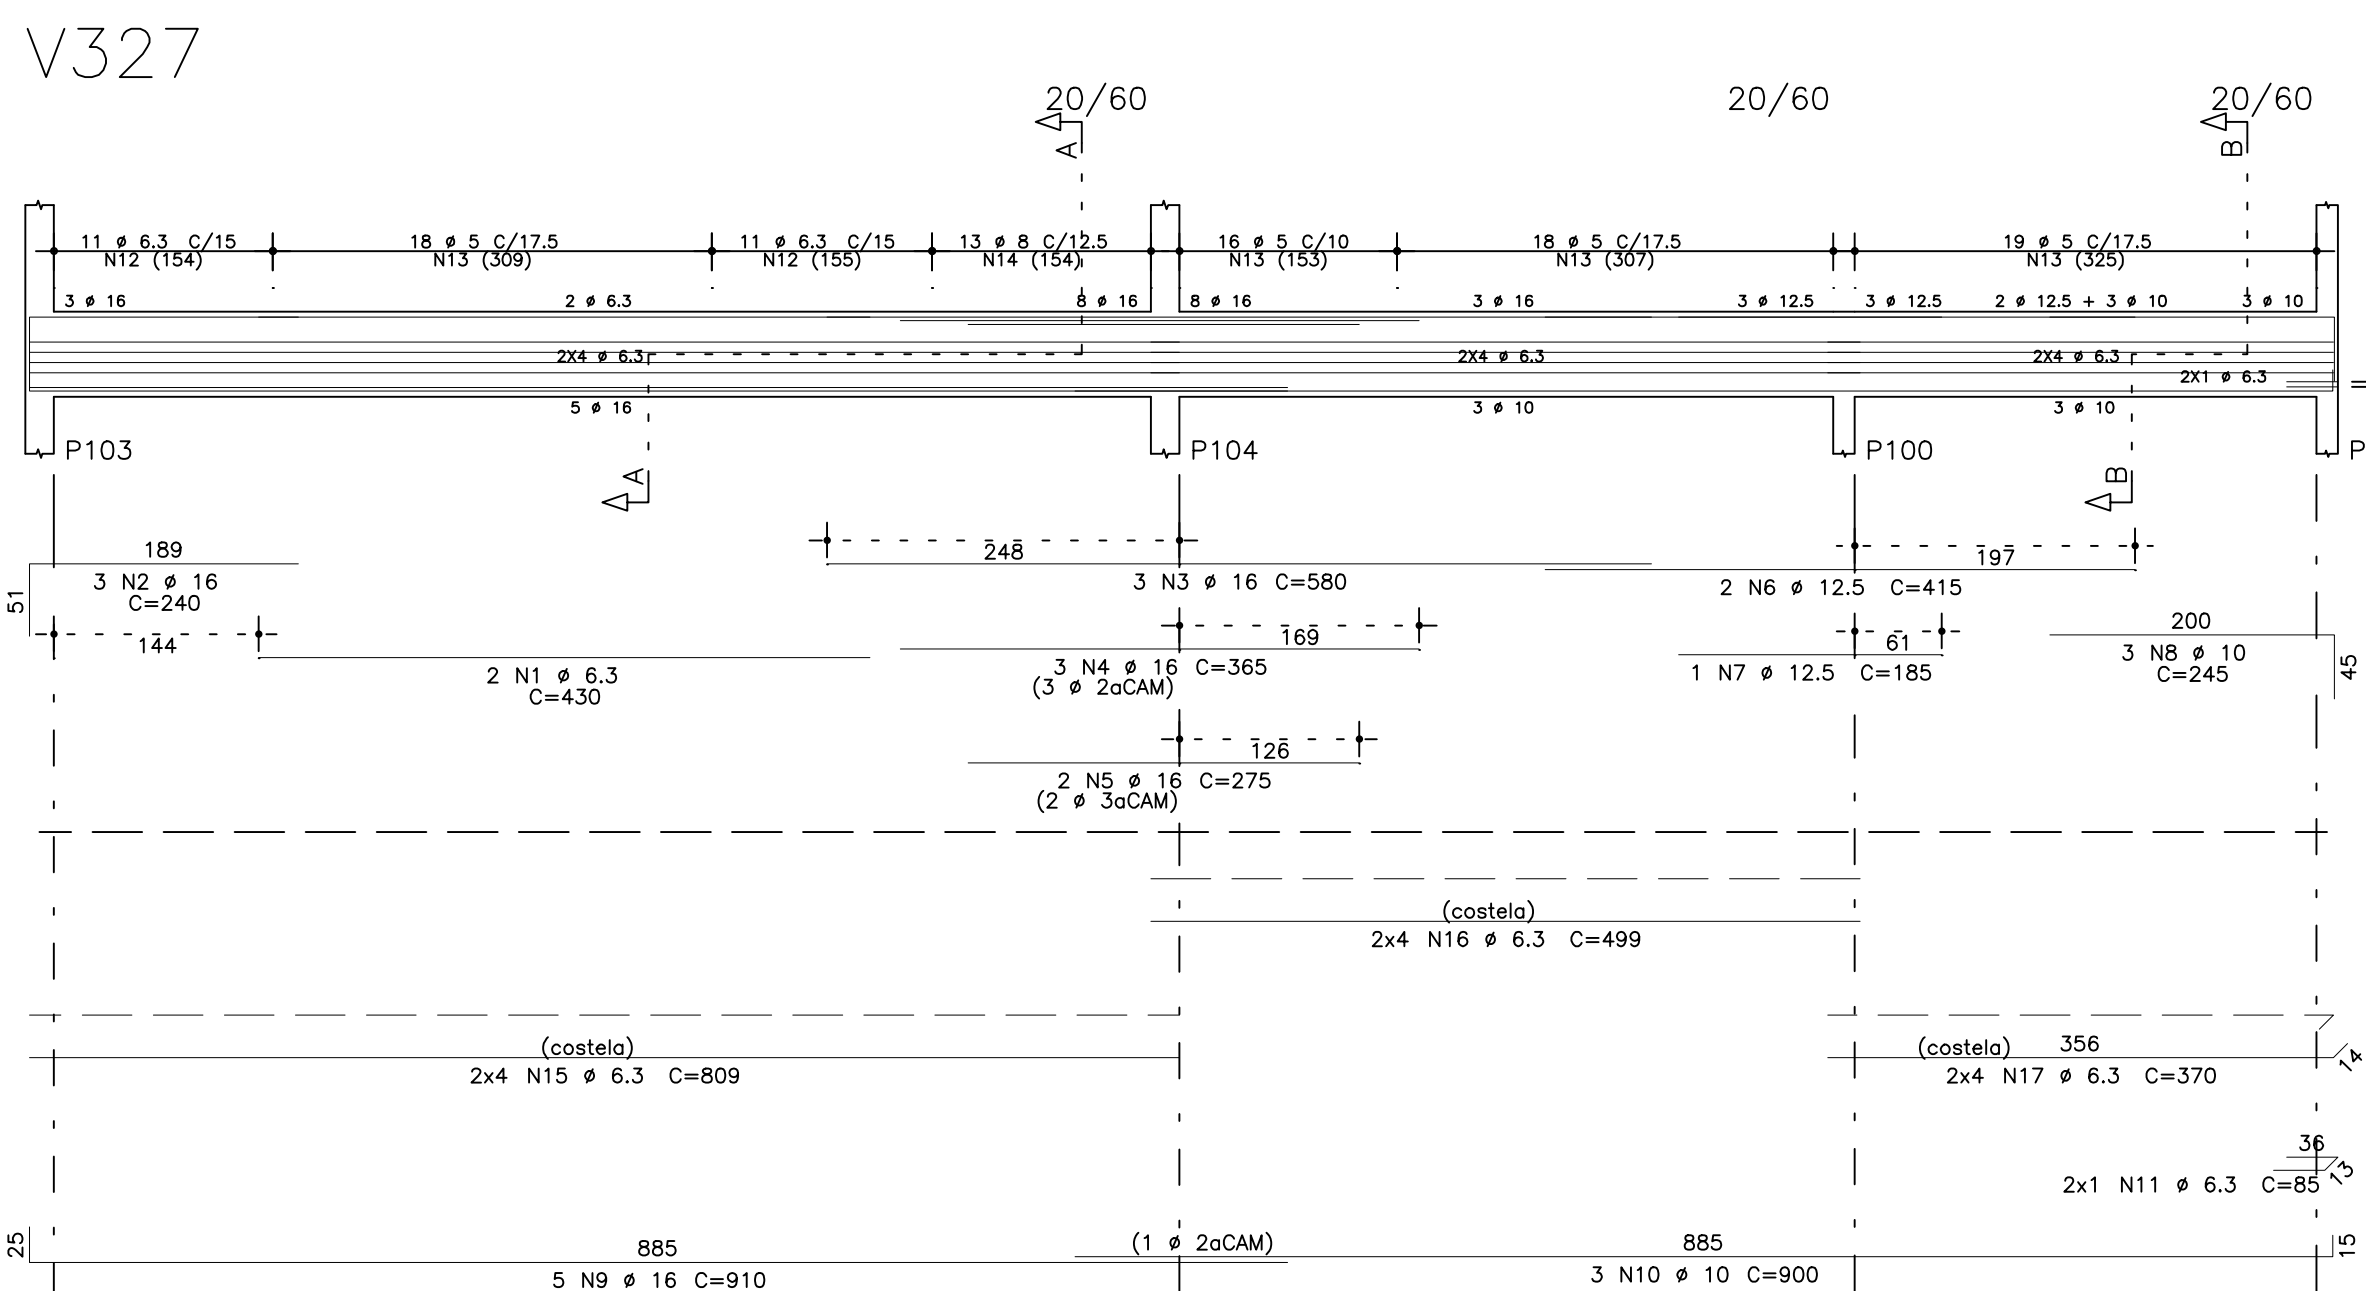 V327
20/60 20/60 20/60
A B
11 ø 6.3 C/15 18 ø 5 C/17.5 11 ø 6.3 C/15 13 ø 8 C/12.5 16 ø 5 C/10 18 ø 5 C/17.5 19 ø 5 C/17.5
N12 (154) N13 (309) N12 (155) N14 (154) N13 (153) N13 (307) N13 (325)
3 ø 16 2 ø 6.3 8 ø 16 8 ø 16 3 ø 16 3 ø 12.5 3 ø 12.5 2 ø 12.5 + 3 ø 10 3 ø 10
2X4 ø 6.3 2X4 ø 6.3 2X4 ø 6.3
2X1 ø 6.3
5 ø 16 3 ø 10 3 ø 10
P103 P104 P100 P
A B
189 248 197
3 N2 ø 16 3 N3 ø 16 C=580 2 N6 ø 12.5 C=415
C=240
51
144 169 61 200
2 N1 ø 6.3 3 N4 ø 16 C=365 1 N7 ø 12.5 C=185 3 N8 ø 10
C=430 (3 ø 2aCAM) C=245
45
126
2 N5 ø 16 C=275
(2 ø 3aCAM)
(costela)
2x4 N16 ø 6.3 C=499
(costela) (costela) 356
14
2x4 N15 ø 6.3 C=809 2x4 N17 ø 6.3 C=370
36
13
2x1 N11 ø 6.3 C=85
25 885 (1 ø 2aCAM) 885 15
5 N9 ø 16 C=910 3 N10 ø 10 C=900